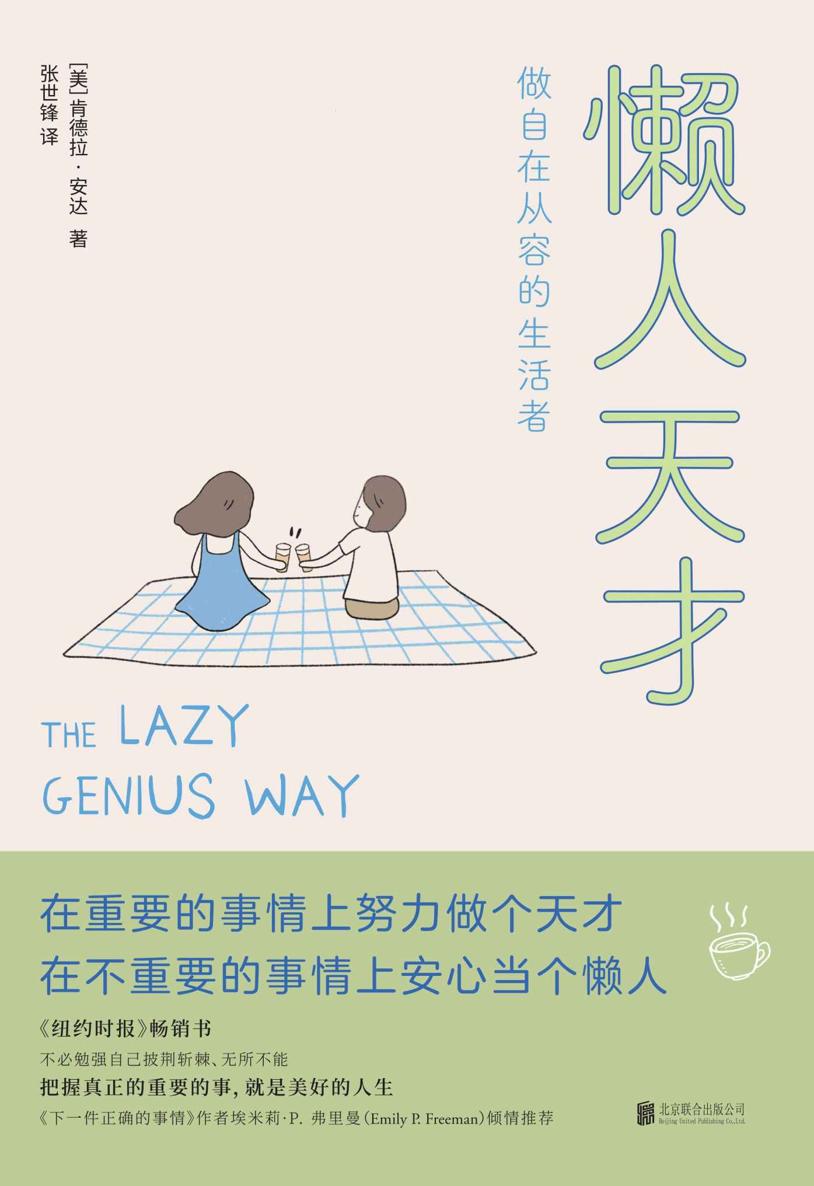 懒人天才
做自在从容的生活者
[美]肯德拉·安达 著
张世锋 译
THE LAZY
GENIUS WAY
在重要的事情上努力做个天才
在不重要的事情上安心当个懒人
《纽约时报》畅销书
不必勉强自己披荆斩棘、无所不能
把握真正的重要的事,就是美好的人生
《下一件正确的事情》作者埃米莉·P. 弗里曼(Emily P. Freeman)倾情推荐
北京联合出版公司
Beijing United Publishing Co.,Ltd.